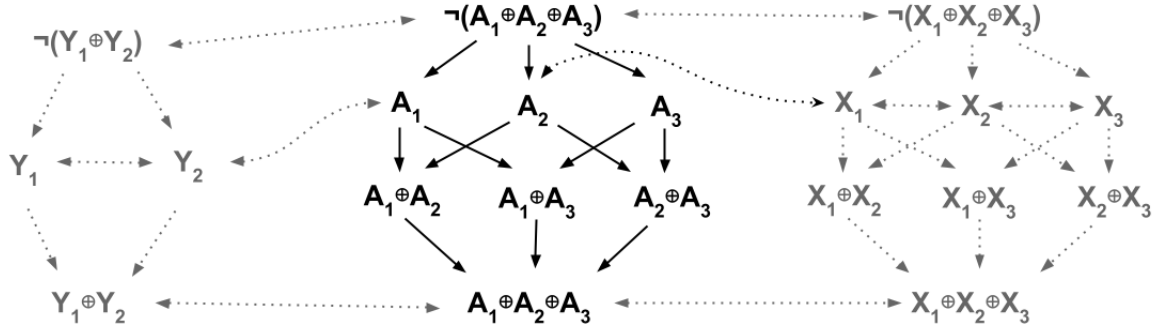 ¬(A₁⊕A₂⊕A₃) ¬(X₁⊕X₂⊕X₃)
¬(Y₁⊕Y₂)
A₁ A₂ A₃ X₁ X₂ X₃
Y₁ Y₂
A₁⊕A₂ A₁⊕A₃ A₂⊕A₃ X₁⊕X₂ X₁⊕X₃ X₂⊕X₃
Y₁⊕Y₂ A₁⊕A₂⊕A₃ X₁⊕X₂⊕X₃